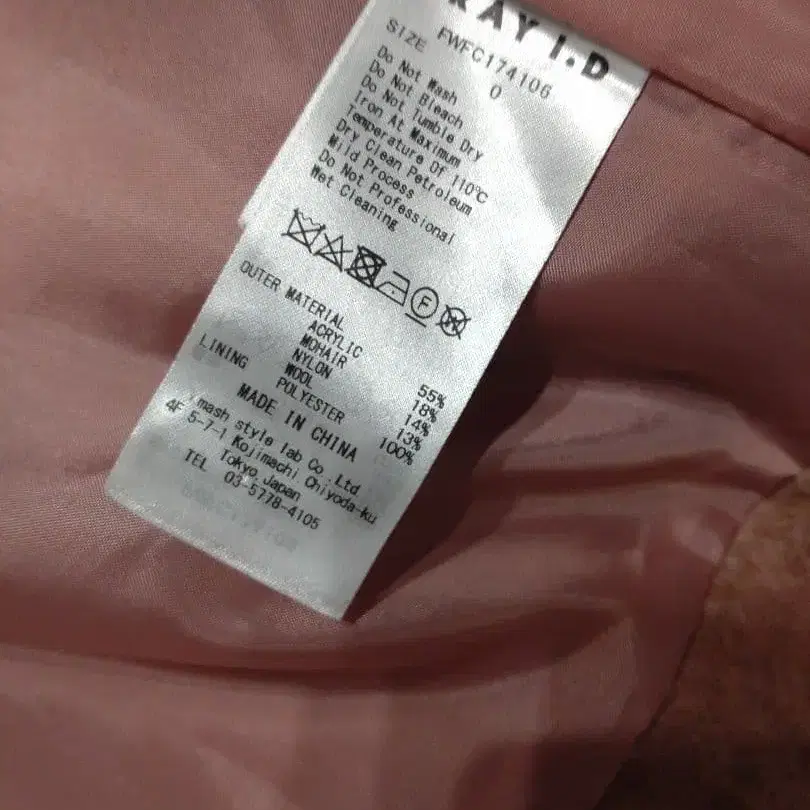 RAY I.D
FWFC174106
SIZE 0
Do Not Wash
Do Not Bleach
Do Not Tumble Dry
Iron At Maximum
Temperature Of 110℃
Dry Clean Petroleum
Mild Process
Do Not Professional
Wet Cleaning
F W
OUTER MATERIAL
ACRYLIC 55%
MOHAIR 18%
NYLON 14%
WOOL 13%
LINING POLYESTER 100%
MADE IN CHINA
mash style lab Co., Ltd
4F 5-7-1 Kojimachi Chiyoda-ku
Tokyo, Japan
TEL 03-5778-4105